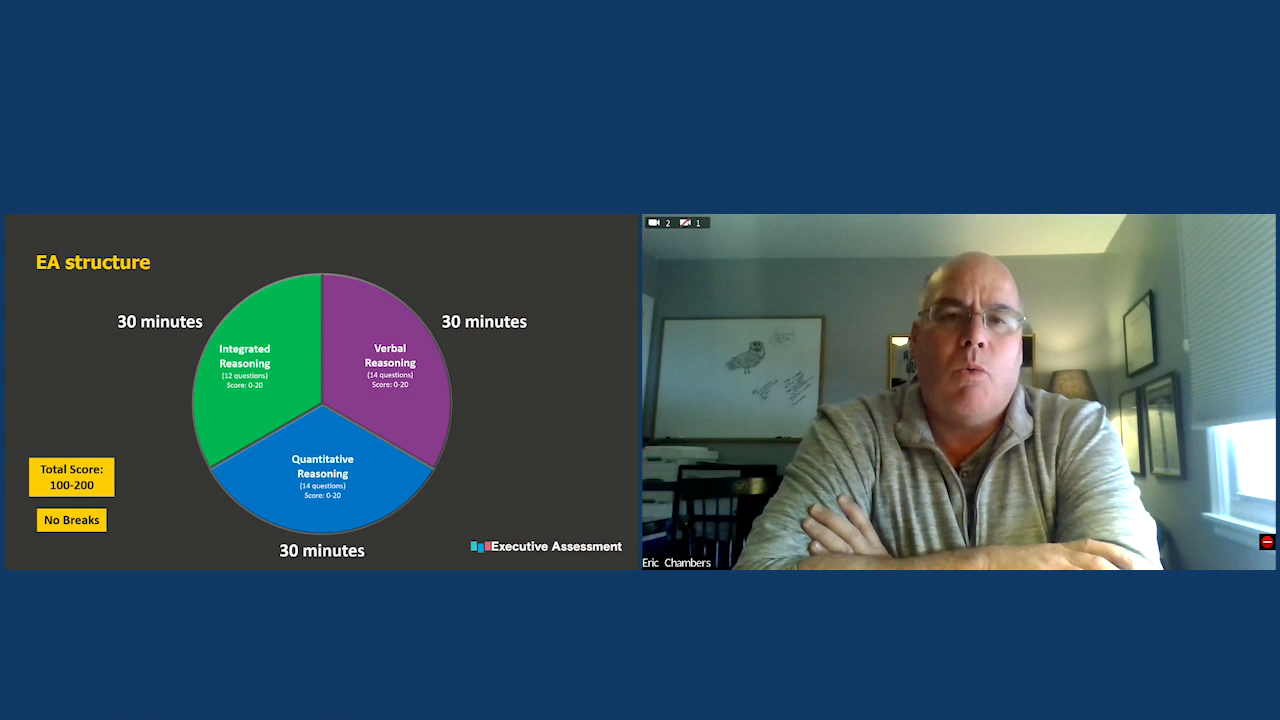 EA structure
30 minutes
30 minutes
Integrated
Reasoning
(12 questions)
Score: 0-20
Verbal
Reasoning
(14 questions)
Score: 0-20
Quantitative
Reasoning
(14 questions)
Score: 0-20
Total Score:
100-200
No Breaks
30 minutes
Executive Assessment
2 1
Eric Chambers